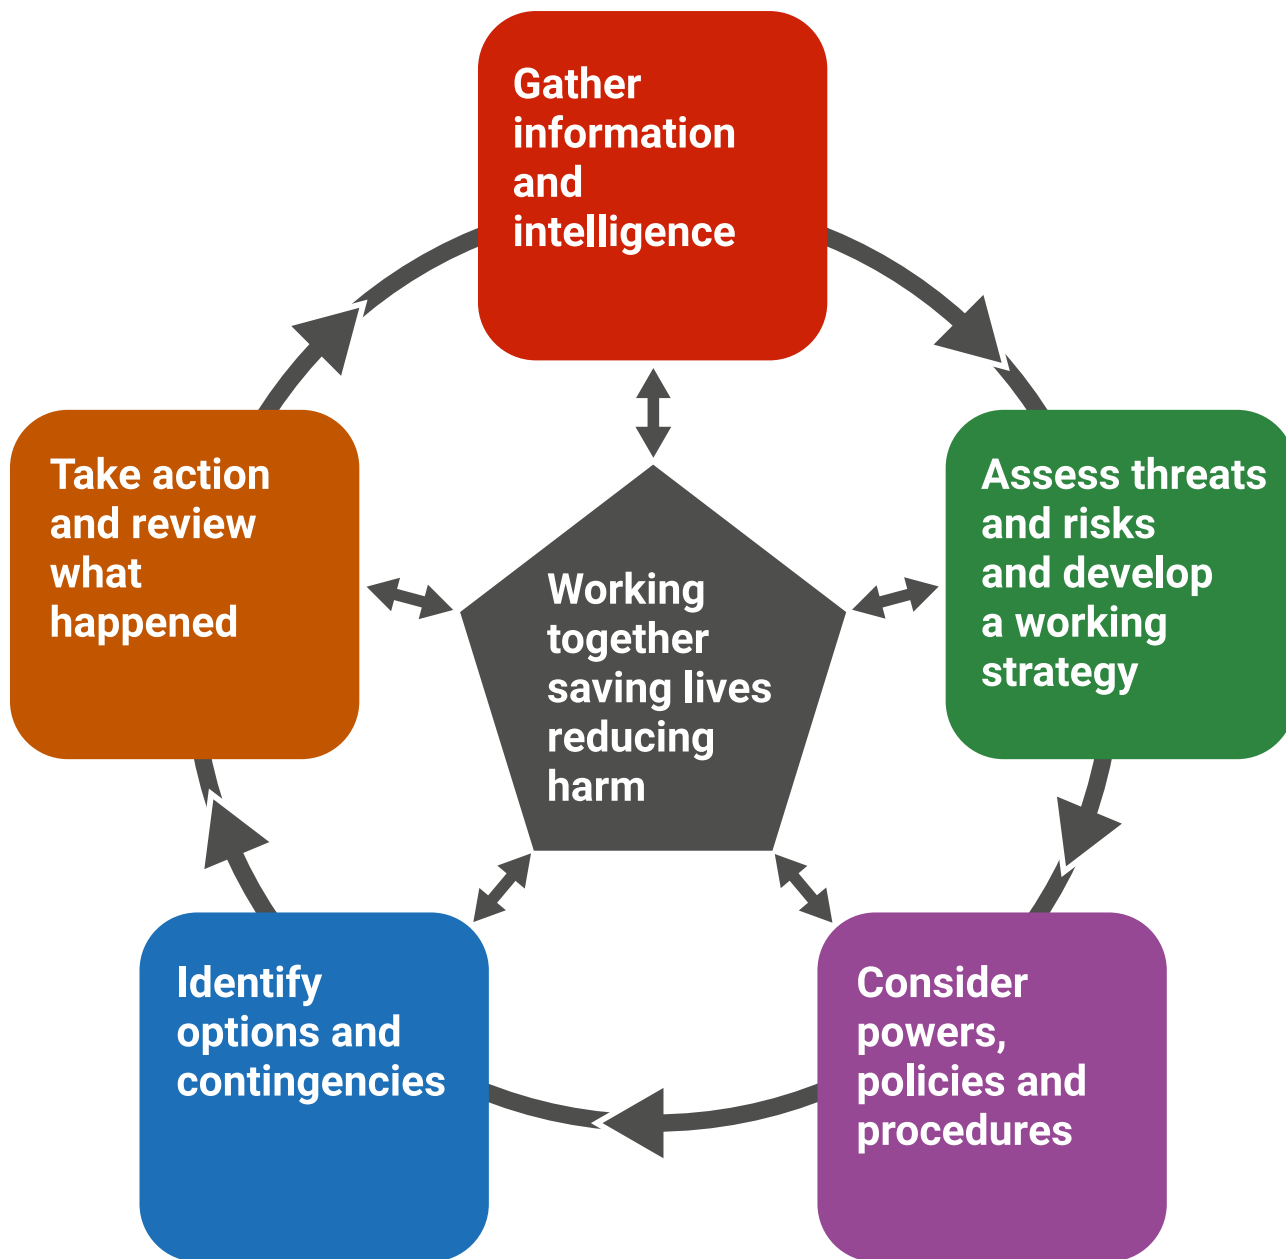 Gather
information
and
intelligence
Assess threats
and risks
and develop
a working
strategy
Consider
powers,
policies and
procedures
Identify
options and
contingencies
Take action
and review
what
happened
Working
together
saving lives
reducing
harm